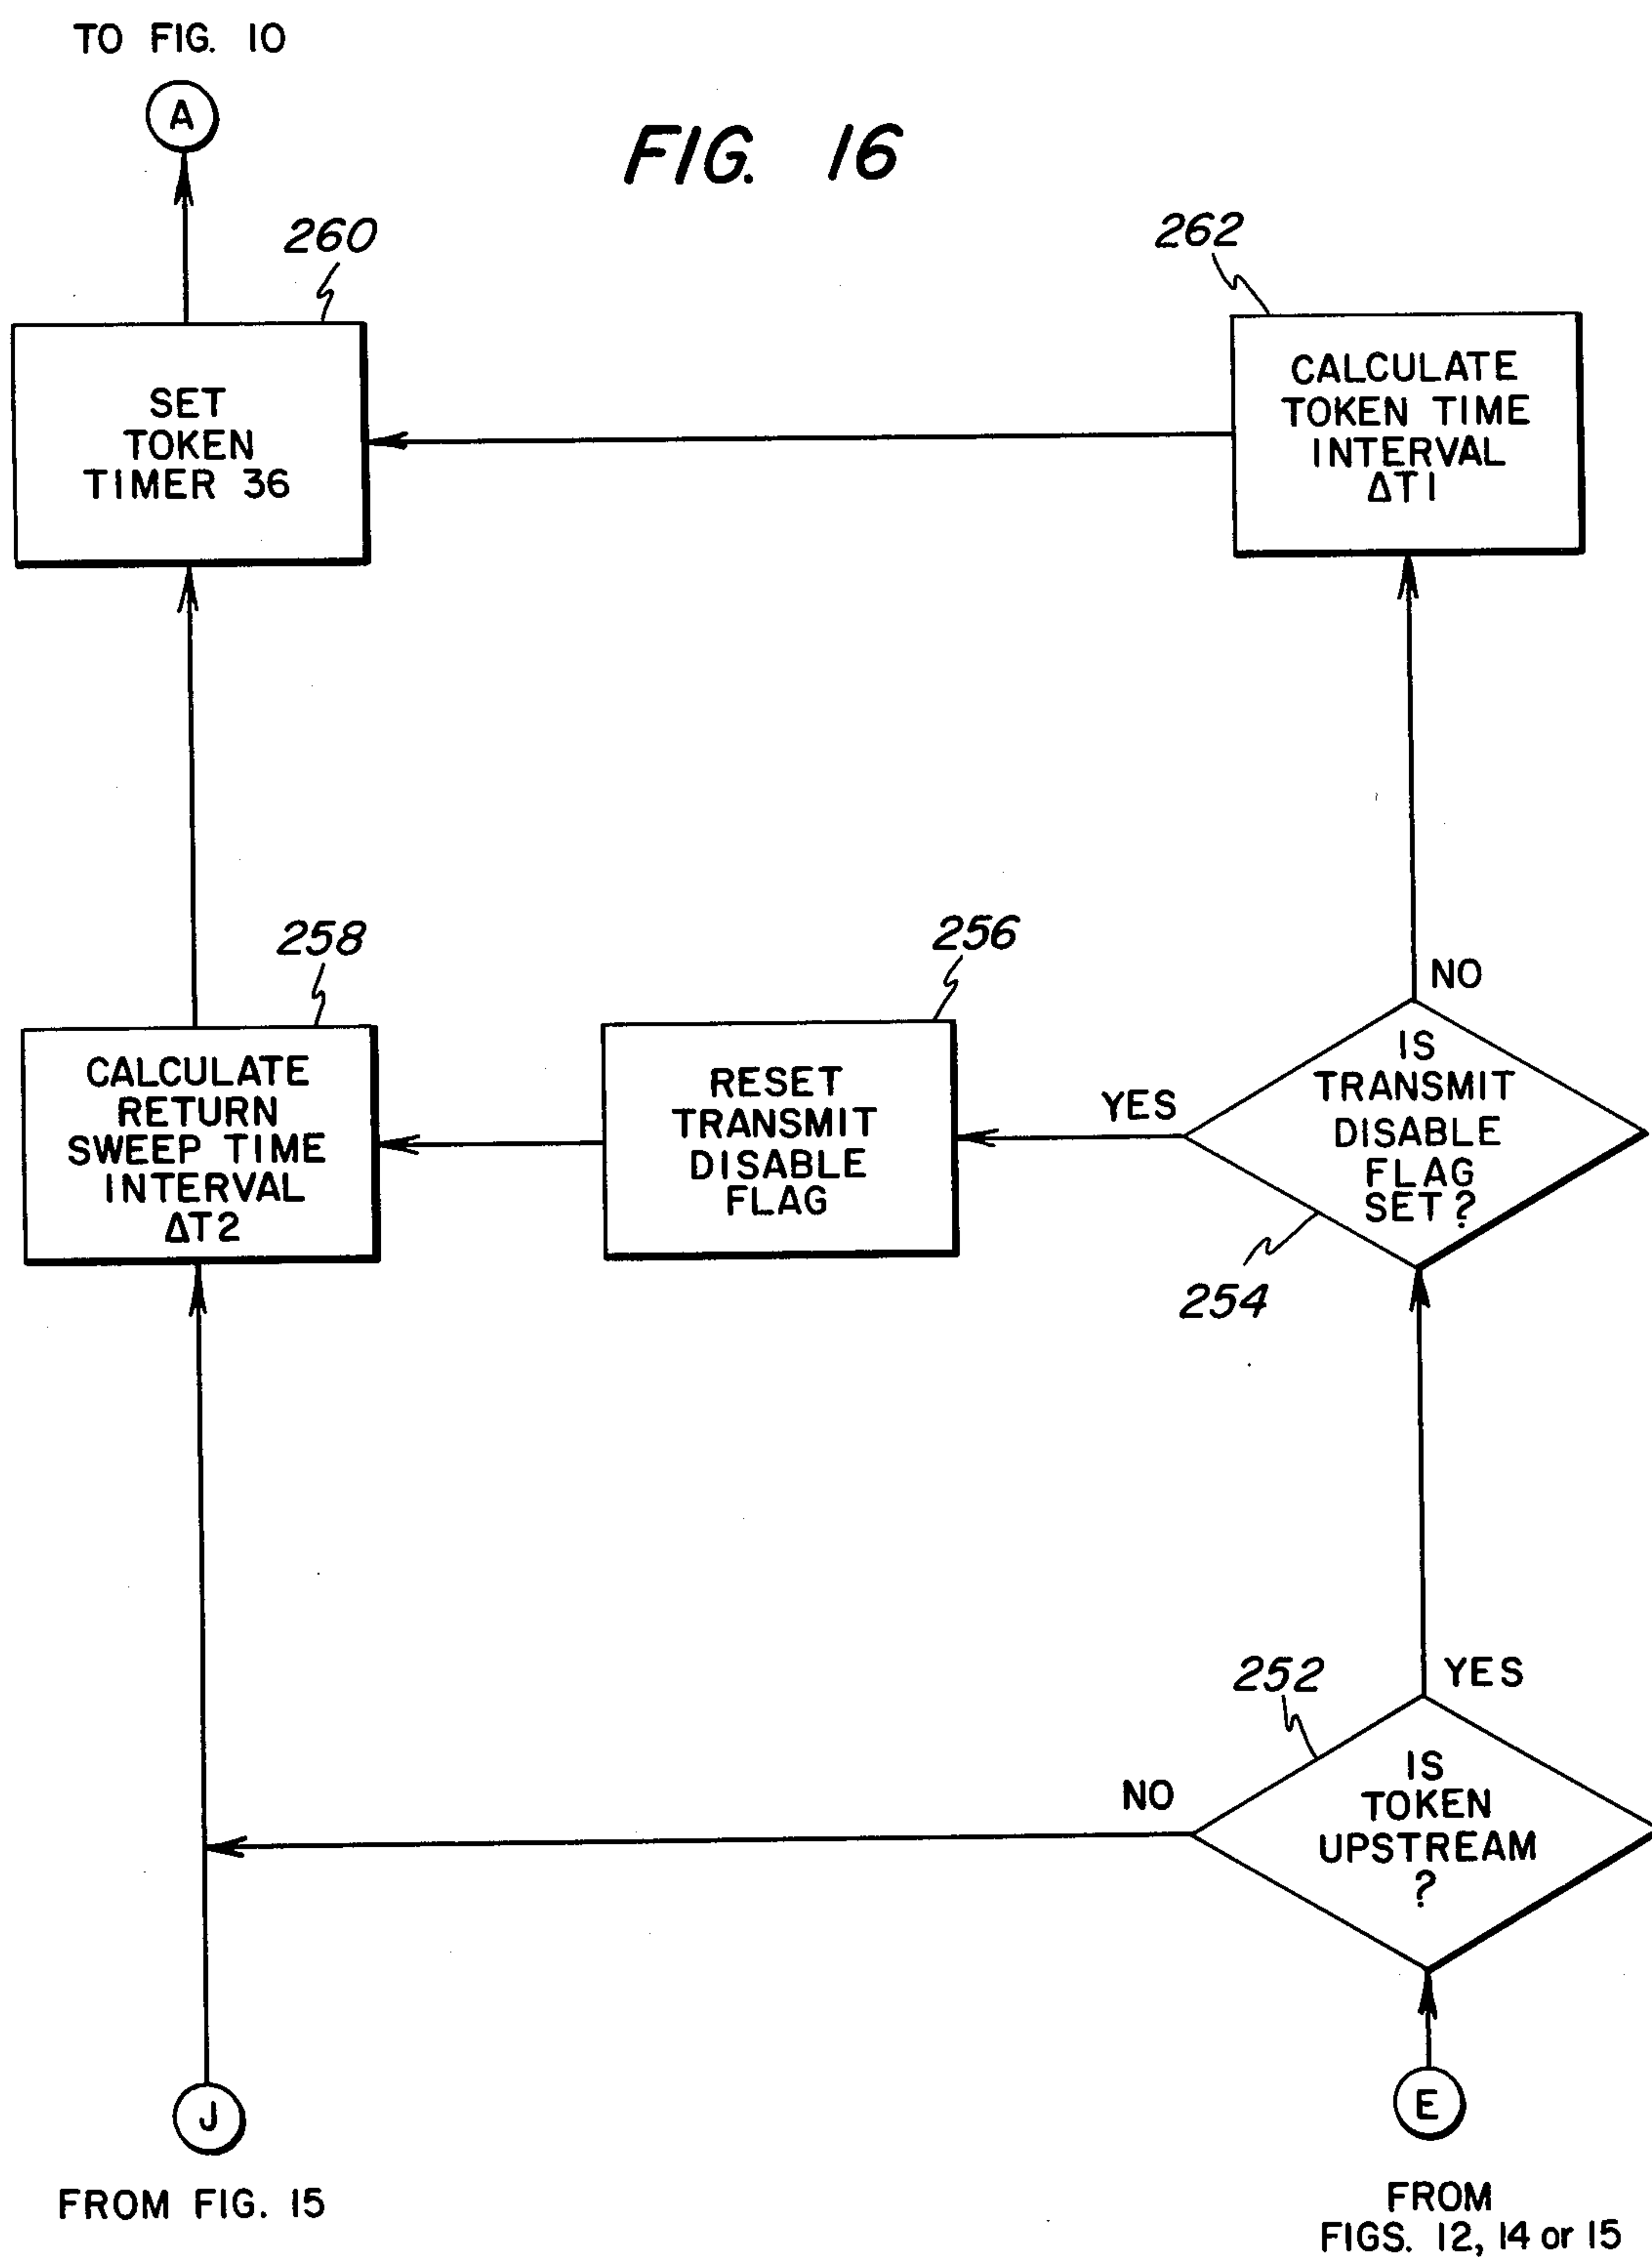 TO FIG. 10
A
FIG. 16
260
262
SET
TOKEN
TIMER 36
CALCULATE
TOKEN TIME
INTERVAL
ΔT1
258
256
NO
CALCULATE
RETURN
SWEEP TIME
INTERVAL
ΔT2
RESET
TRANSMIT
DISABLE
FLAG
YES
IS
TRANSMIT
DISABLE
FLAG
SET?
254
252
YES
NO
IS
TOKEN
UPSTREAM
?
J
E
FROM FIG. 15
FROM
FIGS. 12, 14 or 15